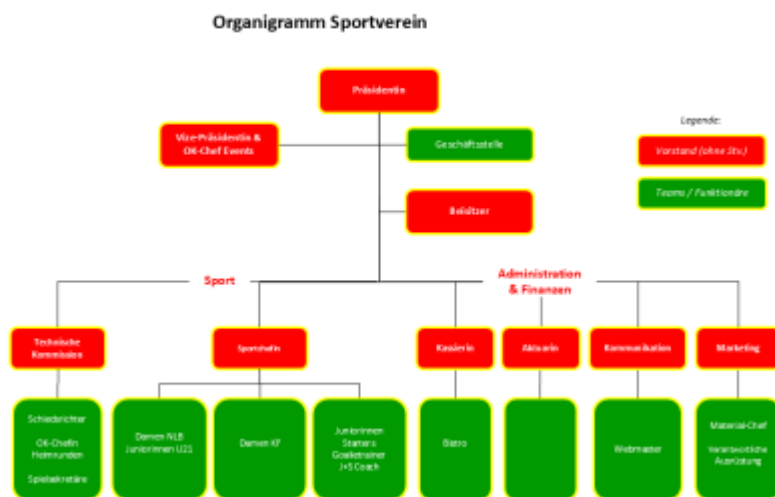 Organigramm Sportverein
Präsidentin
Legende:
Vize-Präsidentin &
OK-Chef Events
Geschäftsstelle
Vorstand (ohne Stv.)
Teams / Funktionäre
Beisitzer
Sport
Administration
& Finanzen
Technische
Kommission
Sportchefin
Kassierin
Aktuarin
Kommunikation
Marketing
Schiedsrichter
OK-Chefin
Heimrunden
Spielsekretäre
Damen NLB
Juniorinnen U21
Damen KF
Juniorinnen
Starters
Goalietrainer
J+S Coach
Bistro
Webmaster
Material-Chef
Verantwortliche
Ausrüstung